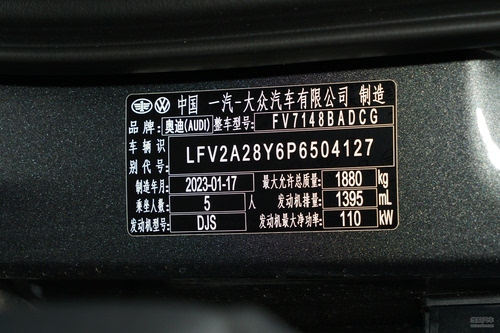 中国 一汽-大众汽车有限公司 制造
品牌: 奥迪(AUDI) 整车型号: FV7148BADCG
车辆识别代号: LFV2A28Y6P6504127
制造年月: 2023-01-17 最大允许总质量: 1880 kg
乘坐人数: 5 人 发动机排量: 1395 mL
发动机型号: DJS 发动机最大净功率: 110 kW